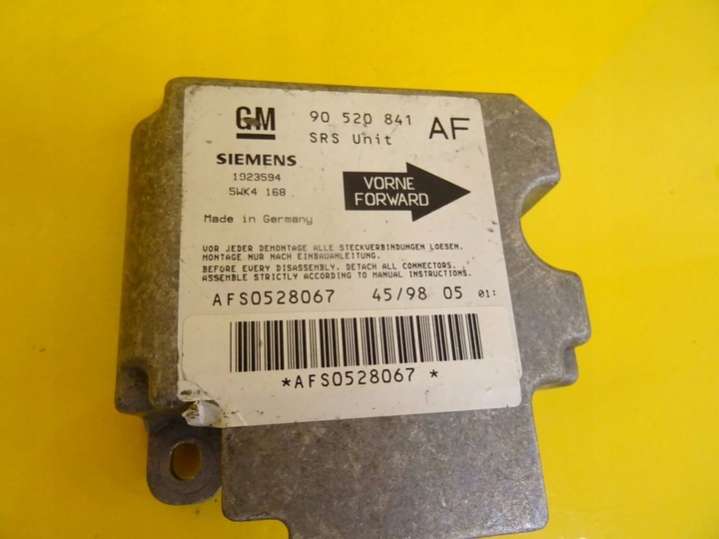 GM 90 520 841 AF
SRS Unit
SIEMENS
1023594
5WK4 168
VORNE
FORWARD
Made in Germany
VOR JEDER DEMONTAGE ALLE STECKVERBINDUNGEN LOESEN.
MONTAGE NUR NACH EINBAUANLEITUNG.
BEFORE EVERY DISASSEMBLY, DETACH ALL CONNECTORS.
ASSEMBLE STRICTLY ACCORDING TO MANUAL INSTRUCTIONS.
AFS0528067 45/98 05 01:
*AFS0528067 *